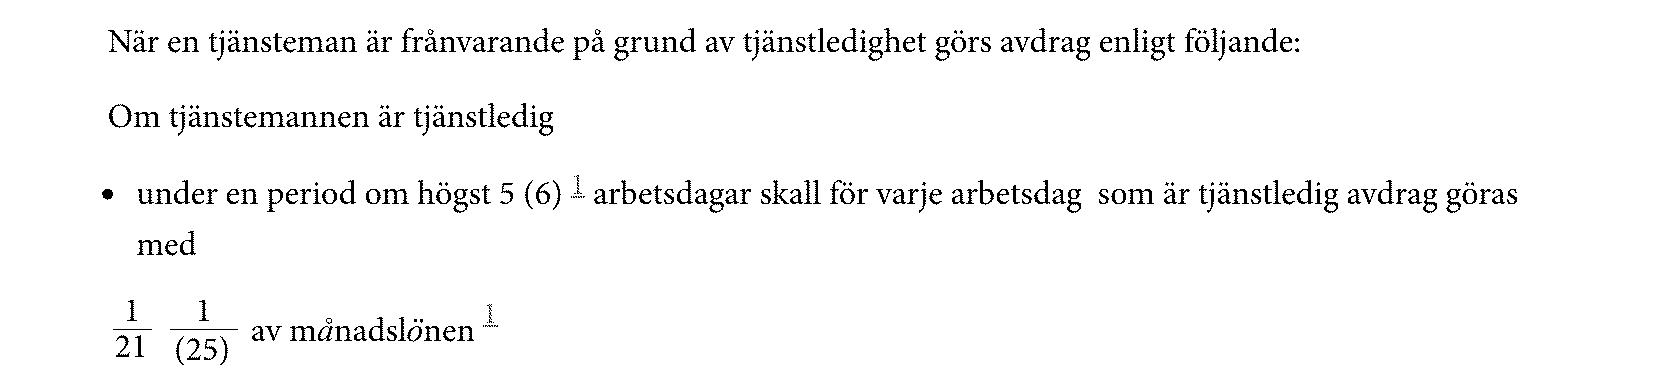 När en tjänsteman är frånvarande på grund av tjänstledighet görs avdrag enligt följande:
Om tjänstemannen är tjänstledig
• under en period om högst 5 (6) 1 arbetsdagar skall för varje arbetsdag som är tjänstledig avdrag göras
med
1/21 1/(25) av månadslönen 1